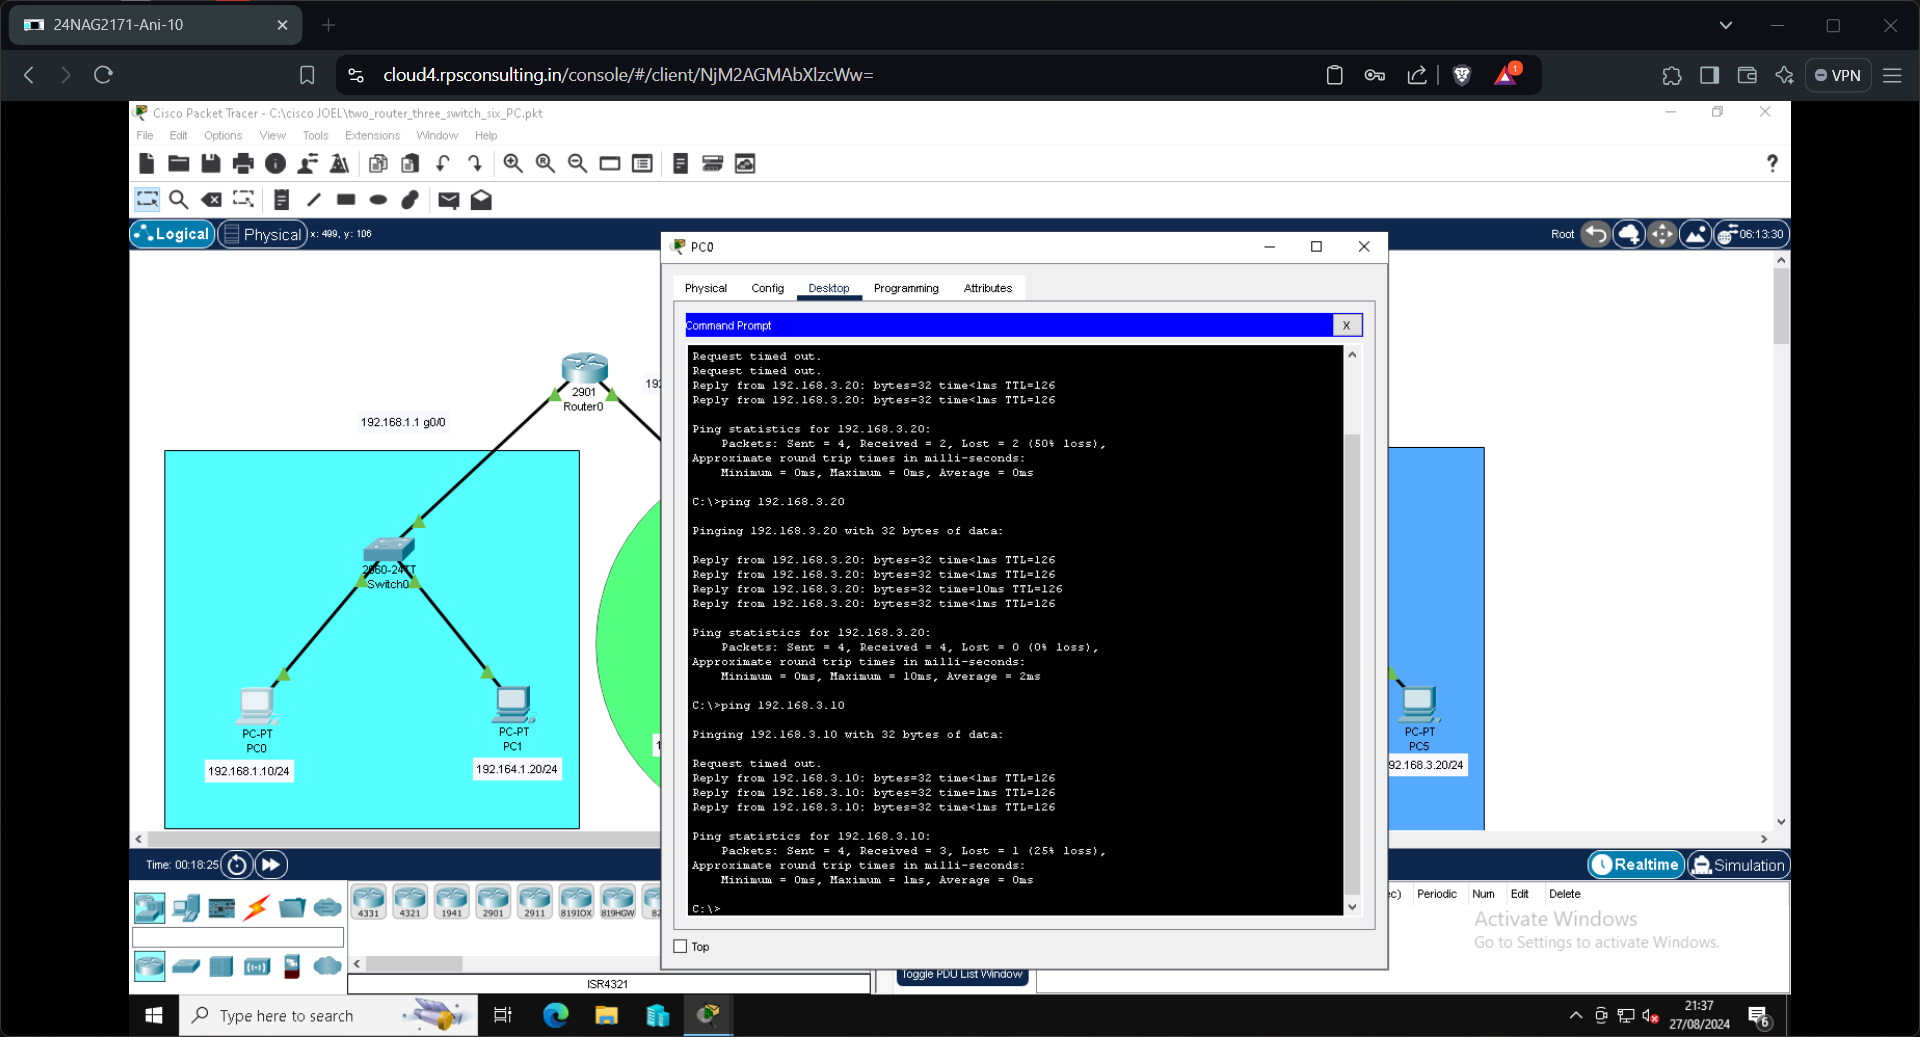 24NAG2171-Ani-10
cloud4.rpsconsulting.in/console/#/client/NjM2AGMAbXlzcWw=
1
VPN
Cisco Packet Tracer - C:\cisco JOEL\two_router_three_switch_six_PC.pkt
File Edit Options View Tools Extensions Window Help
?
Logical Physical x: 499, y: 106
Root 06:13:30
PC0
Physical Config Desktop Programming Attributes
Command Prompt X
Request timed out.
Request timed out.
Reply from 192.168.3.20: bytes=32 time<1ms TTL=126
Reply from 192.168.3.20: bytes=32 time<1ms TTL=126
Ping statistics for 192.168.3.20:
Packets: Sent = 4, Received = 2, Lost = 2 (50% loss),
Approximate round trip times in milli-seconds:
Minimum = 0ms, Maximum = 0ms, Average = 0ms
C:\>ping 192.168.3.20
Pinging 192.168.3.20 with 32 bytes of data:
Reply from 192.168.3.20: bytes=32 time<1ms TTL=126
Reply from 192.168.3.20: bytes=32 time<1ms TTL=126
Reply from 192.168.3.20: bytes=32 time=10ms TTL=126
Reply from 192.168.3.20: bytes=32 time<1ms TTL=126
Ping statistics for 192.168.3.20:
Packets: Sent = 4, Received = 4, Lost = 0 (0% loss),
Approximate round trip times in milli-seconds:
Minimum = 0ms, Maximum = 10ms, Average = 2ms
C:\>ping 192.168.3.10
Pinging 192.168.3.10 with 32 bytes of data:
Request timed out.
Reply from 192.168.3.10: bytes=32 time<1ms TTL=126
Reply from 192.168.3.10: bytes=32 time=1ms TTL=126
Reply from 192.168.3.10: bytes=32 time<1ms TTL=126
Ping statistics for 192.168.3.10:
Packets: Sent = 4, Received = 3, Lost = 1 (25% loss),
Approximate round trip times in milli-seconds:
Minimum = 0ms, Maximum = 1ms, Average = 0ms
C:\>
Top
2901
Router0
19
192.168.1.1 g0/0
2960-24TT
Switch0
PC-PT
PC0
192.168.1.10/24
PC-PT
PC1
192.164.1.20/24
1
PC-PT
PC5
92.168.3.20/24
Time: 00:18:25
Realtime Simulation
4331 4321 1941 2901 2911 819IOX 819HGW 82
ISR4321
Toggle PDU List Window
c) Periodic Num Edit Delete
Activate Windows
Go to Settings to activate Windows.
Type here to search
21:37
27/08/2024
6